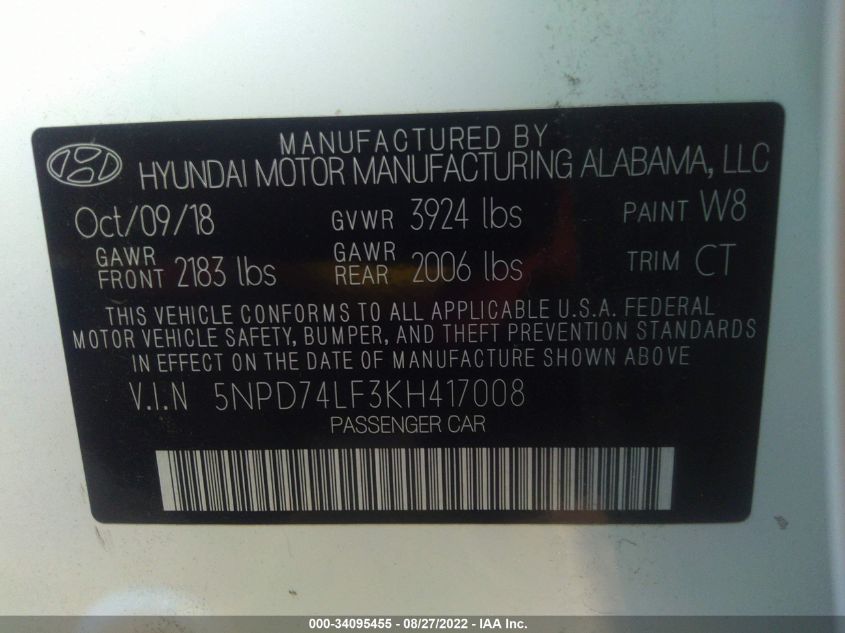 MANUFACTURED BY
HYUNDAI MOTOR MANUFACTURING ALABAMA, LLC
Oct/09/18 GVWR 3924 lbs PAINT W8
GAWR FRONT 2183 lbs GAWR REAR 2006 lbs TRIM CT
THIS VEHICLE CONFORMS TO ALL APPLICABLE U.S.A. FEDERAL
MOTOR VEHICLE SAFETY, BUMPER, AND THEFT PREVENTION STANDARDS
IN EFFECT ON THE DATE OF MANUFACTURE SHOWN ABOVE
V.I.N 5NPD74LF3KH417008
PASSENGER CAR
000-34095455 - 08/27/2022 - IAA Inc.